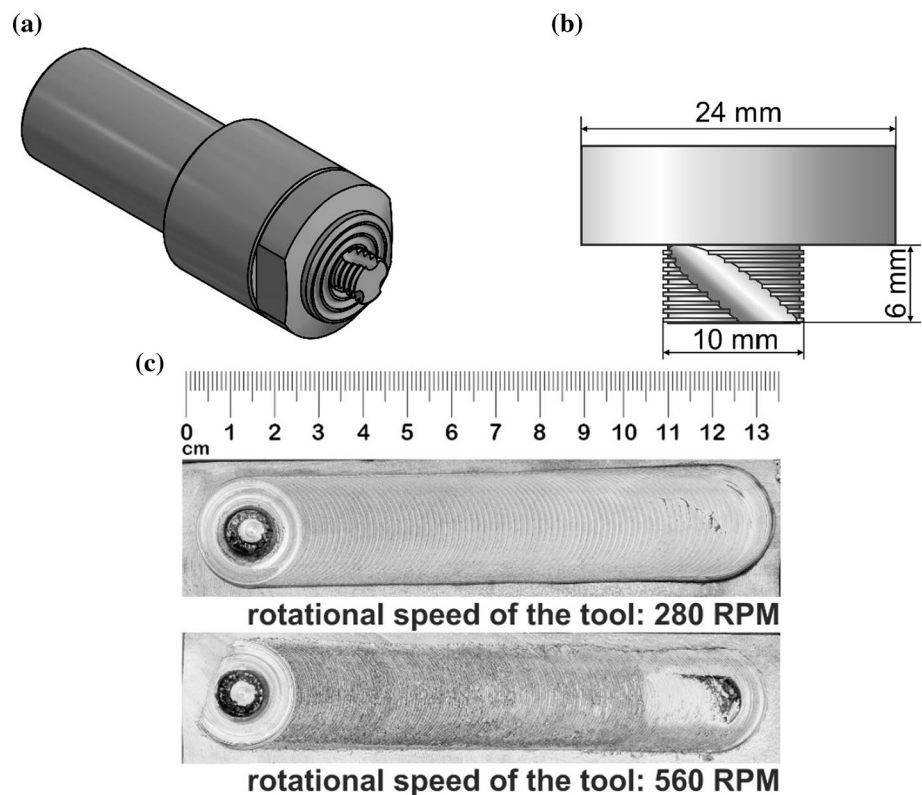 (a)
(b)
24 mm
6 mm
10 mm
(c)
0 1 2 3 4 5 6 7 8 9 10 11 12 13
cm
rotational speed of the tool: 280 RPM
rotational speed of the tool: 560 RPM